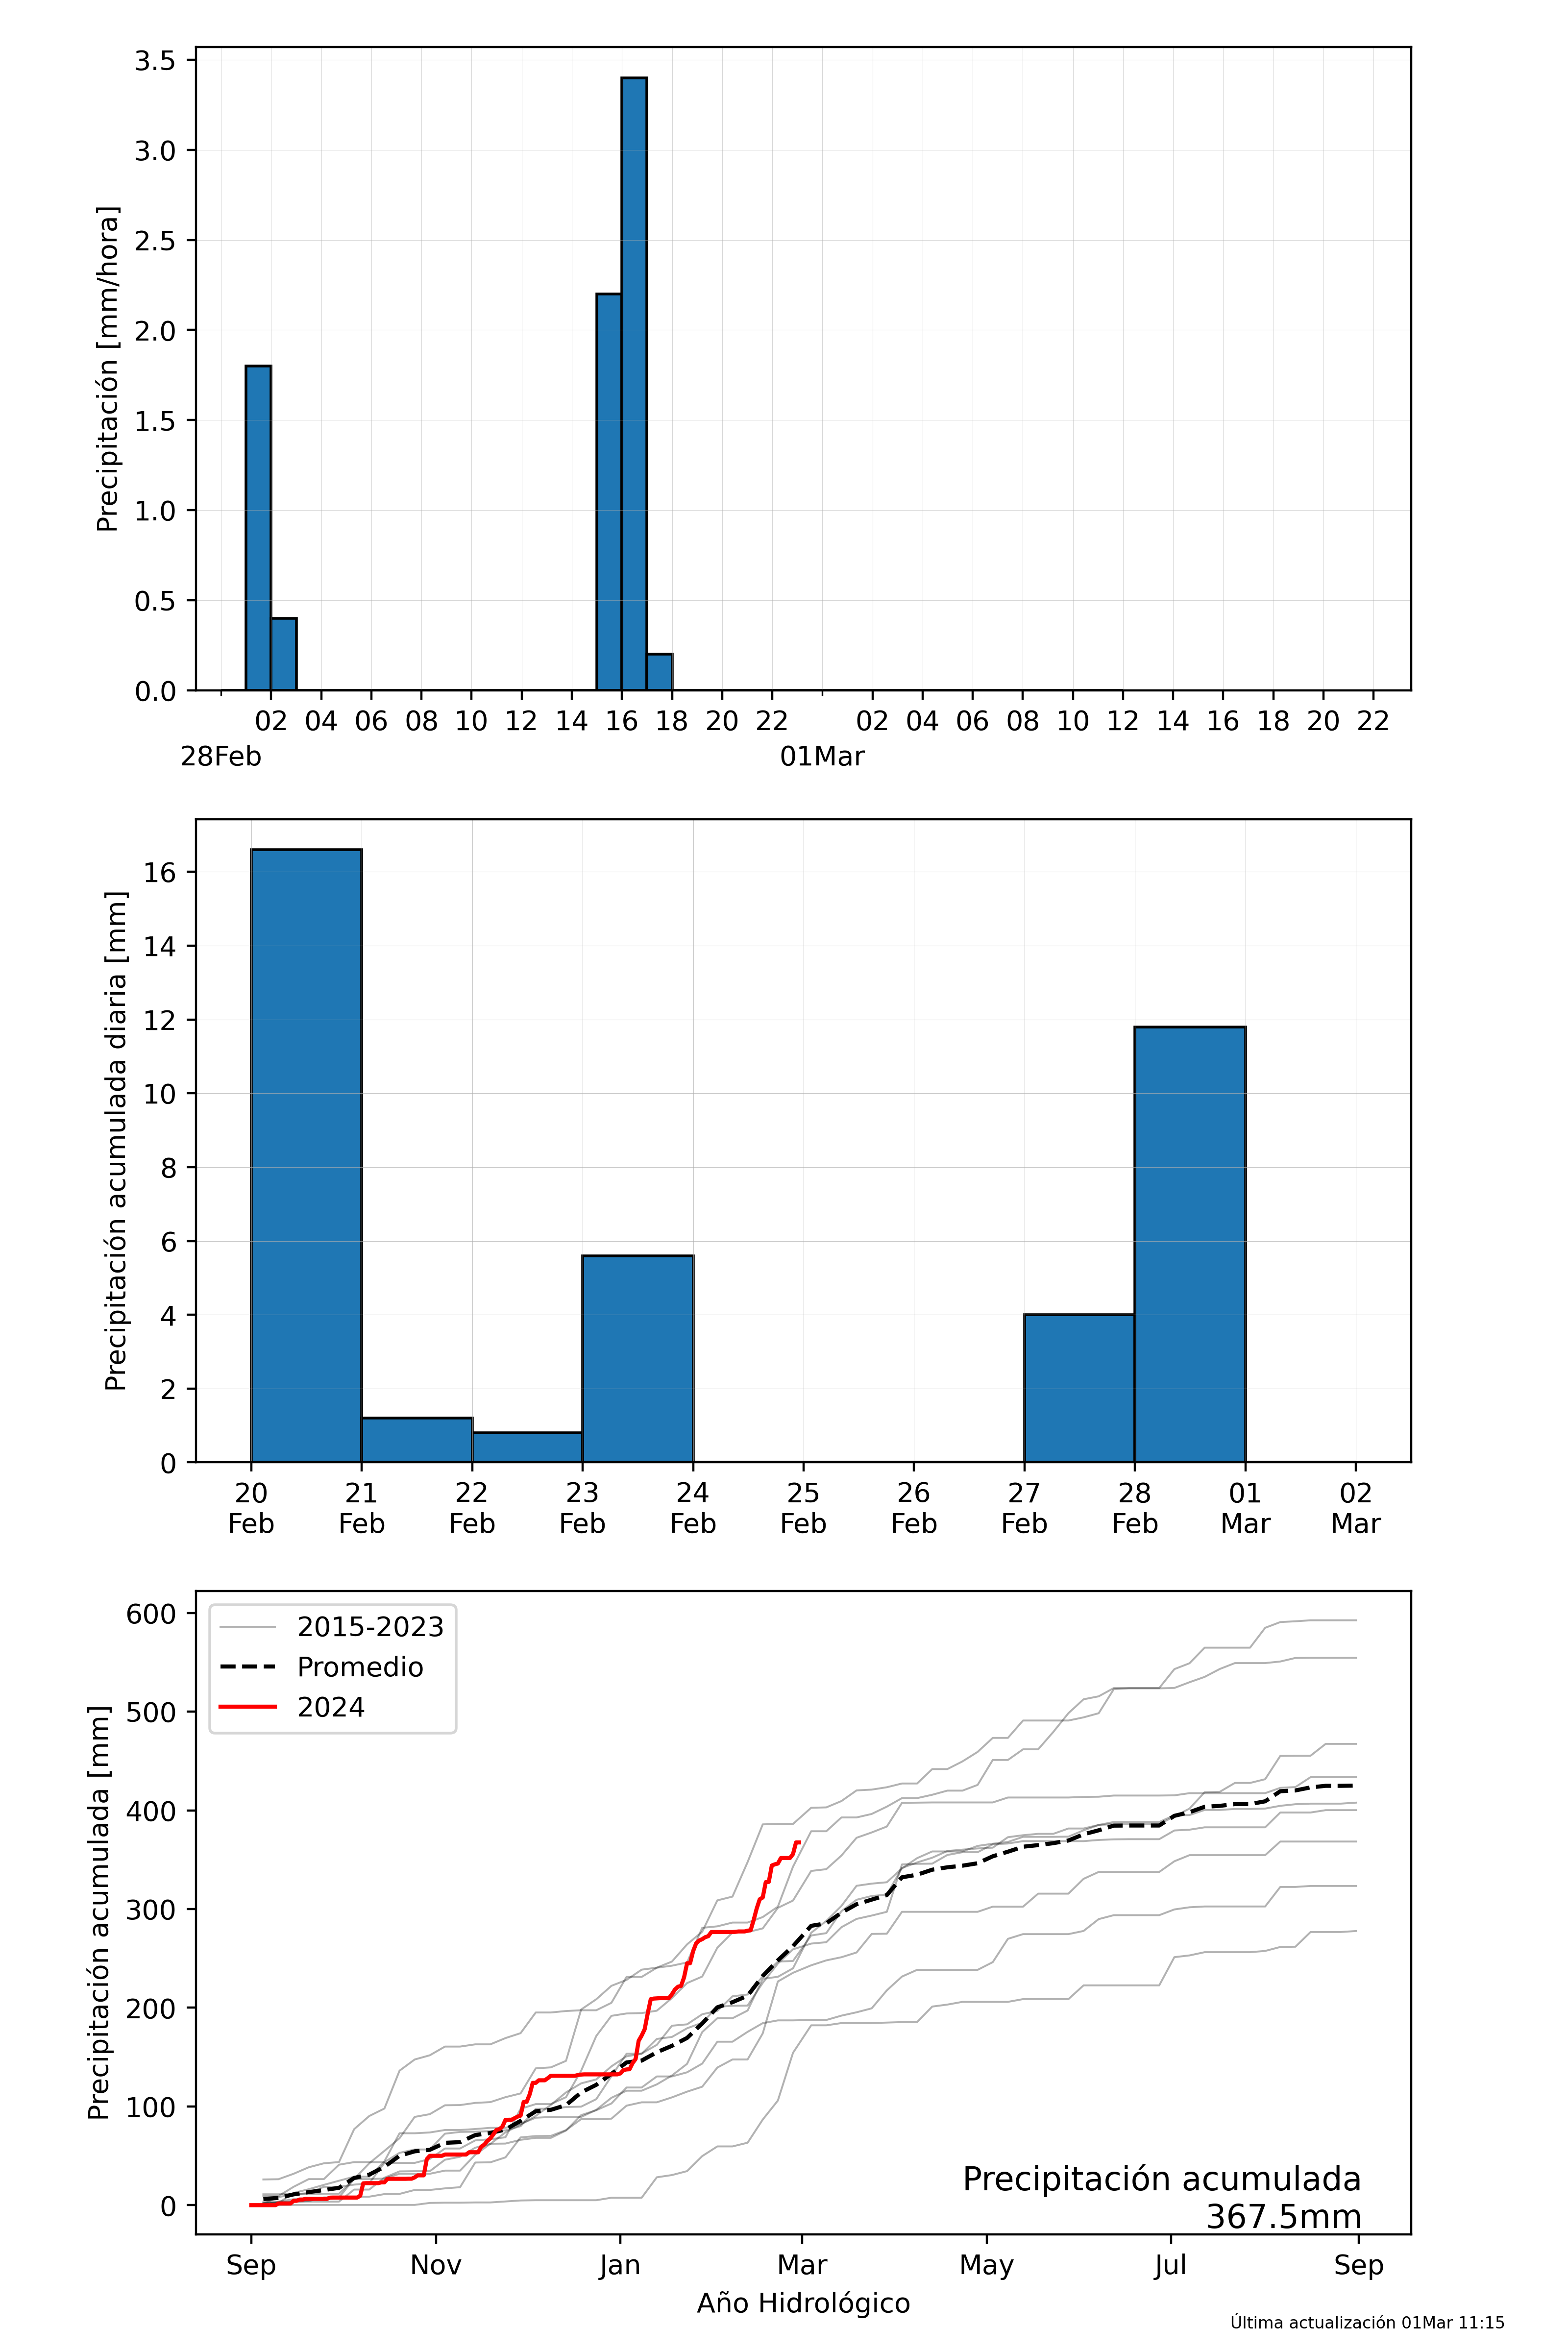 3.5
3.0
2.5
2.0
1.5
1.0
0.5
0.0
Precipitación [mm/hora]
02 04 06 08 10 12 14 16 18 20 22 02 04 06 08 10 12 14 16 18 20 22
28Feb 01Mar
16
14
12
10
8
6
4
2
0
Precipitación acumulada diaria [mm]
20 21 22 23 24 25 26 27 28 01 02
Feb Feb Feb Feb Feb Feb Feb Feb Feb Mar Mar
600
500
400
300
200
100
0
Precipitación acumulada [mm]
2015-2023
Promedio
2024
Precipitación acumulada
367.5mm
Sep Nov Jan Mar May Jul Sep
Año Hidrológico
Última actualización 01Mar 11:15